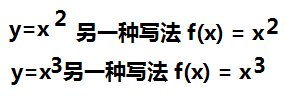 y=x² 另一种写法 f(x) = x²
y=x³另一种写法 f(x) = x³